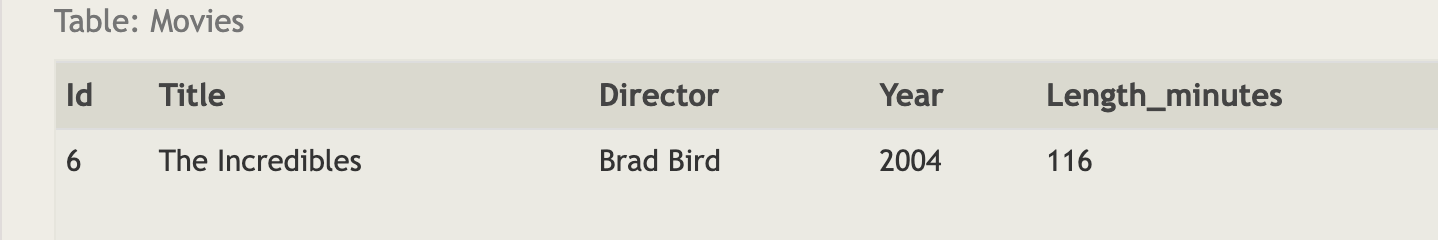 Table: Movies
Id Title Director Year Length_minutes
6 The Incredibles Brad Bird 2004 116